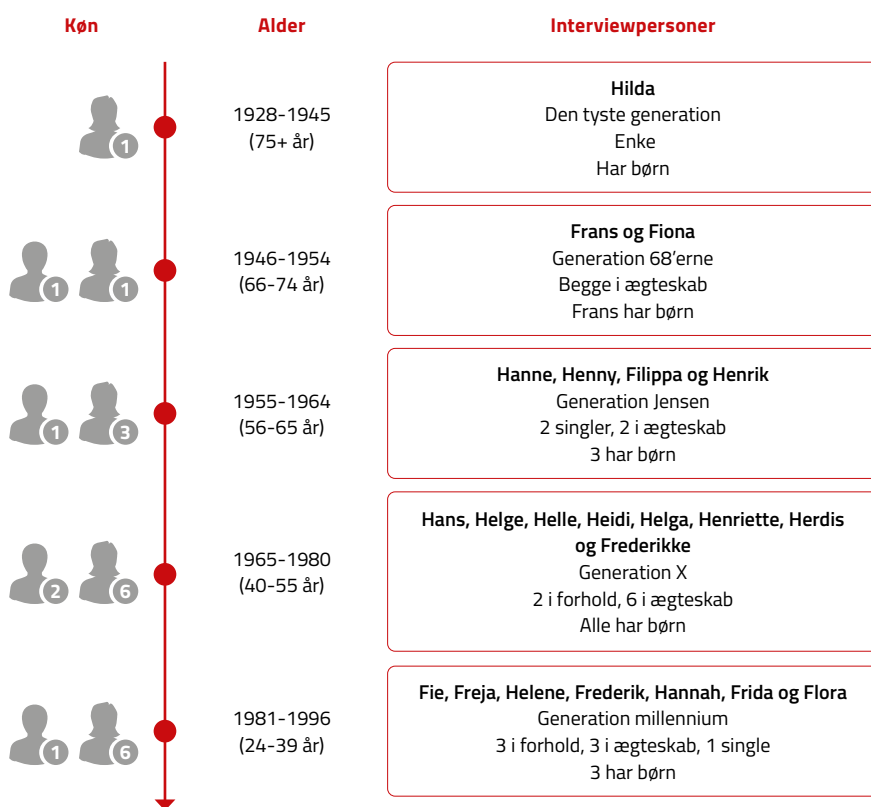 Køn Alder Interviewpersoner
1
1928-1945
(75+ år)
Hilda
Den tyste generation
Enke
Har børn
1 1
1946-1954
(66-74 år)
Frans og Fiona
Generation 68’erne
Begge i ægteskab
Frans har børn
1 3
1955-1964
(56-65 år)
Hanne, Henny, Filippa og Henrik
Generation Jensen
2 singler, 2 i ægteskab
3 har børn
2 6
1965-1980
(40-55 år)
Hans, Helge, Helle, Heidi, Helga, Henriette, Herdis
og Frederikke
Generation X
2 i forhold, 6 i ægteskab
Alle har børn
1 6
1981-1996
(24-39 år)
Fie, Freja, Helene, Frederik, Hannah, Frida og Flora
Generation millennium
3 i forhold, 3 i ægteskab, 1 single
3 har børn